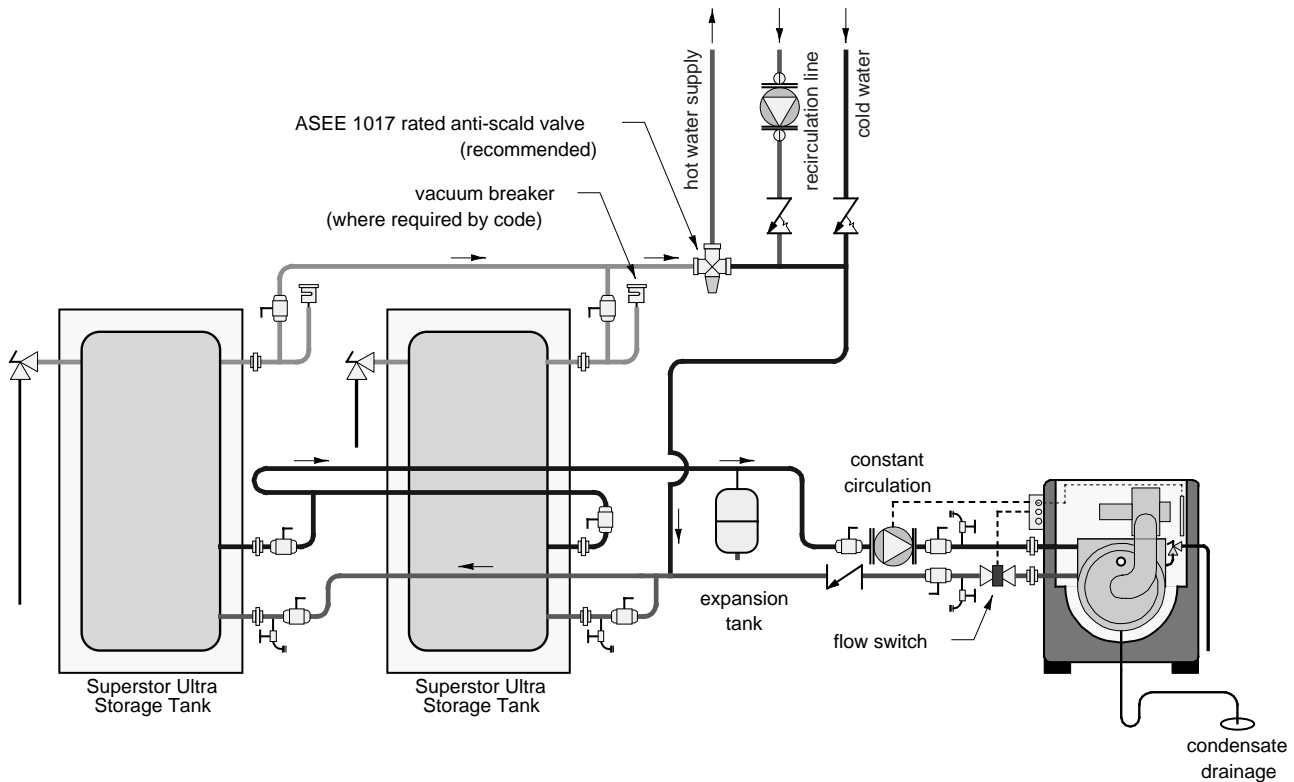 hot water supply
recirculation line
cold water
ASEE 1017 rated anti-scald valve
(recommended)
vacuum breaker
(where required by code)
constant
circulation
expansion
tank
flow switch
Superstor Ultra
Storage Tank
Superstor Ultra
Storage Tank
condensate
drainage